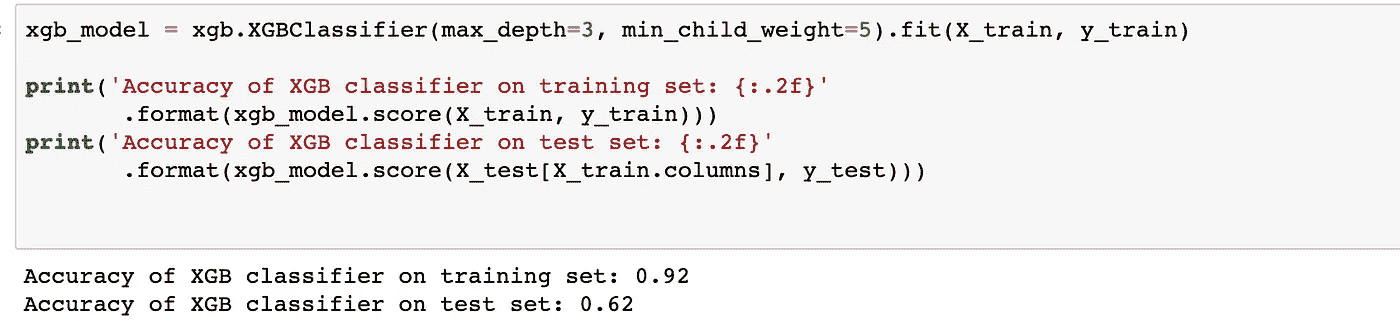 xgb_model = xgb.XGBClassifier(max_depth=3, min_child_weight=5).fit(X_train, y_train)
print('Accuracy of XGB classifier on training set: {:.2f}'
.format(xgb_model.score(X_train, y_train)))
print('Accuracy of XGB classifier on test set: {:.2f}'
.format(xgb_model.score(X_test[X_train.columns], y_test)))
Accuracy of XGB classifier on training set: 0.92
Accuracy of XGB classifier on test set: 0.62